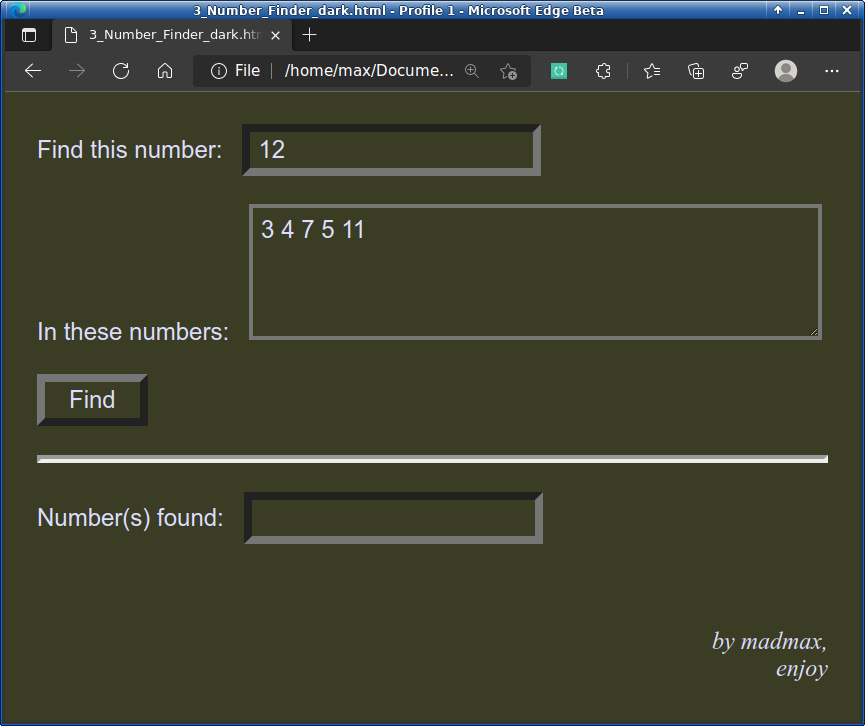 3_Number_Finder_dark.html - Profile 1 - Microsoft Edge Beta
3_Number_Finder_dark.htm
File /home/max/Docume...
Find this number: 12
3 4 7 5 11
In these numbers:
Find
Number(s) found:
by madmax,
enjoy